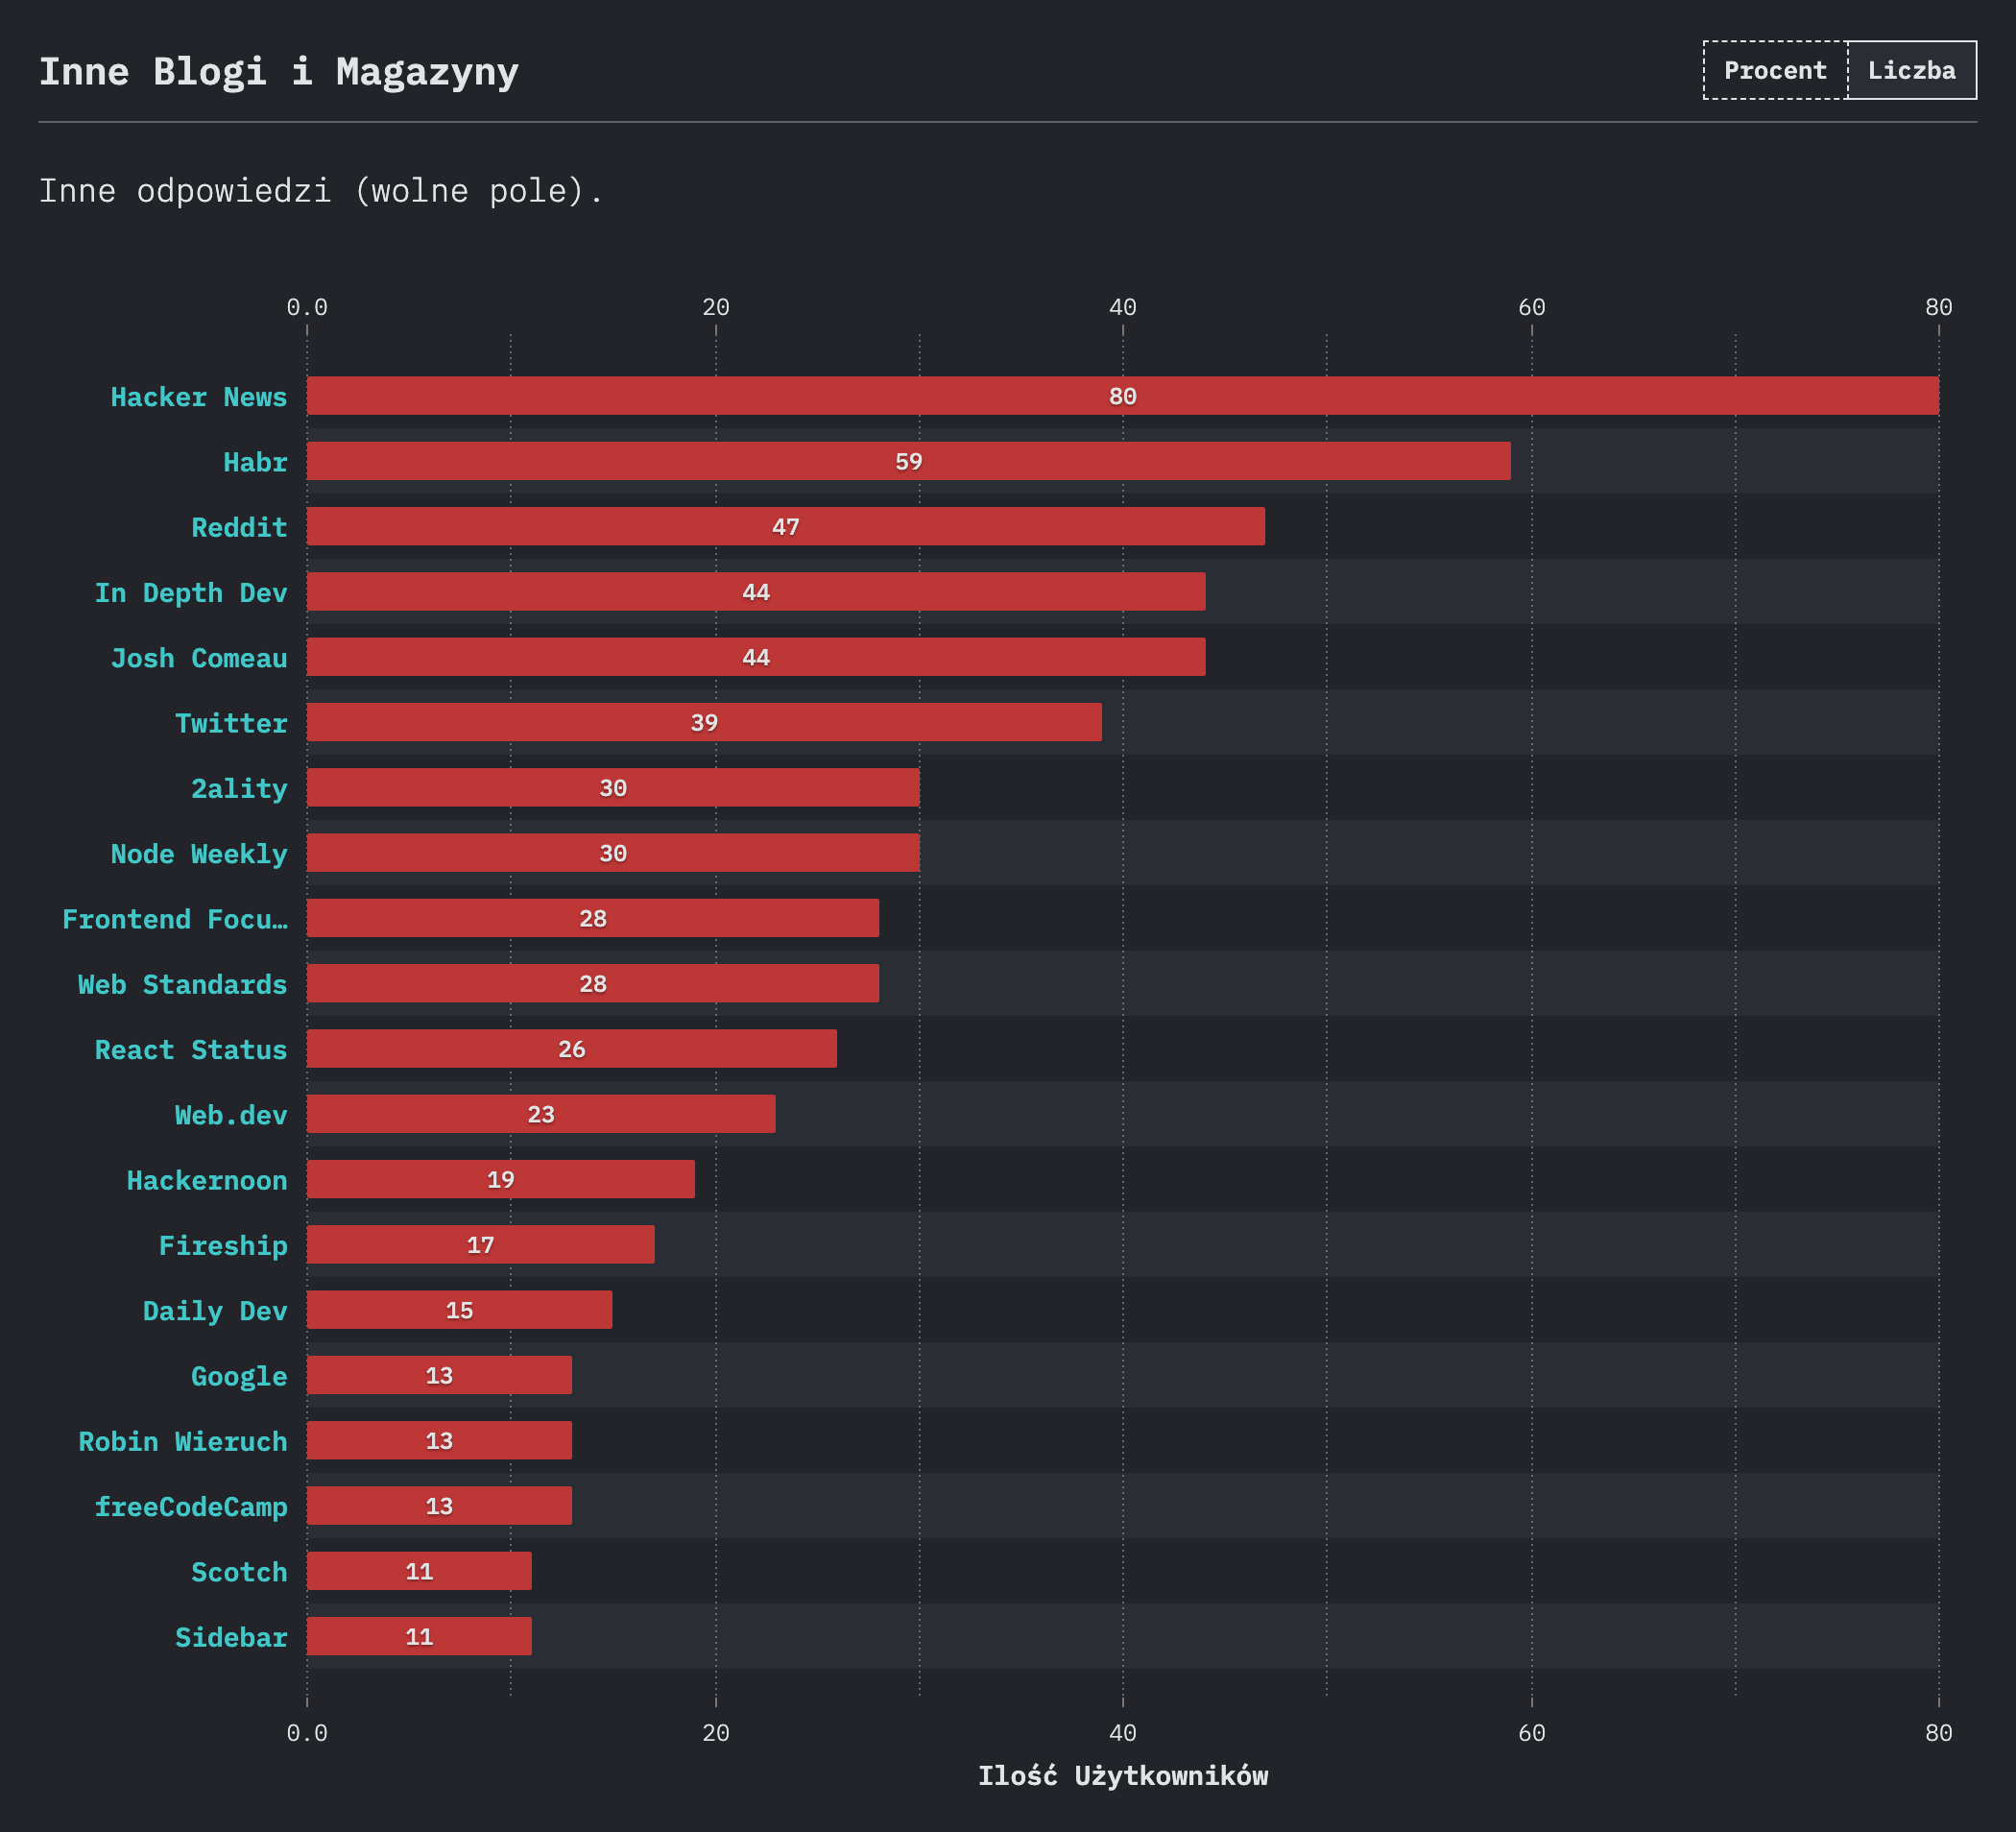 Inne Blogi i Magazyny
Procent Liczba
Inne odpowiedzi (wolne pole).
0.0 20 40 60 80
Hacker News 80
Habr 59
Reddit 47
In Depth Dev 44
Josh Comeau 44
Twitter 39
2ality 30
Node Weekly 30
Frontend Focu… 28
Web Standards 28
React Status 26
Web.dev 23
Hackernoon 19
Fireship 17
Daily Dev 15
Google 13
Robin Wieruch 13
freeCodeCamp 13
Scotch 11
Sidebar 11
0.0 20 40 60 80
Ilość Użytkowników